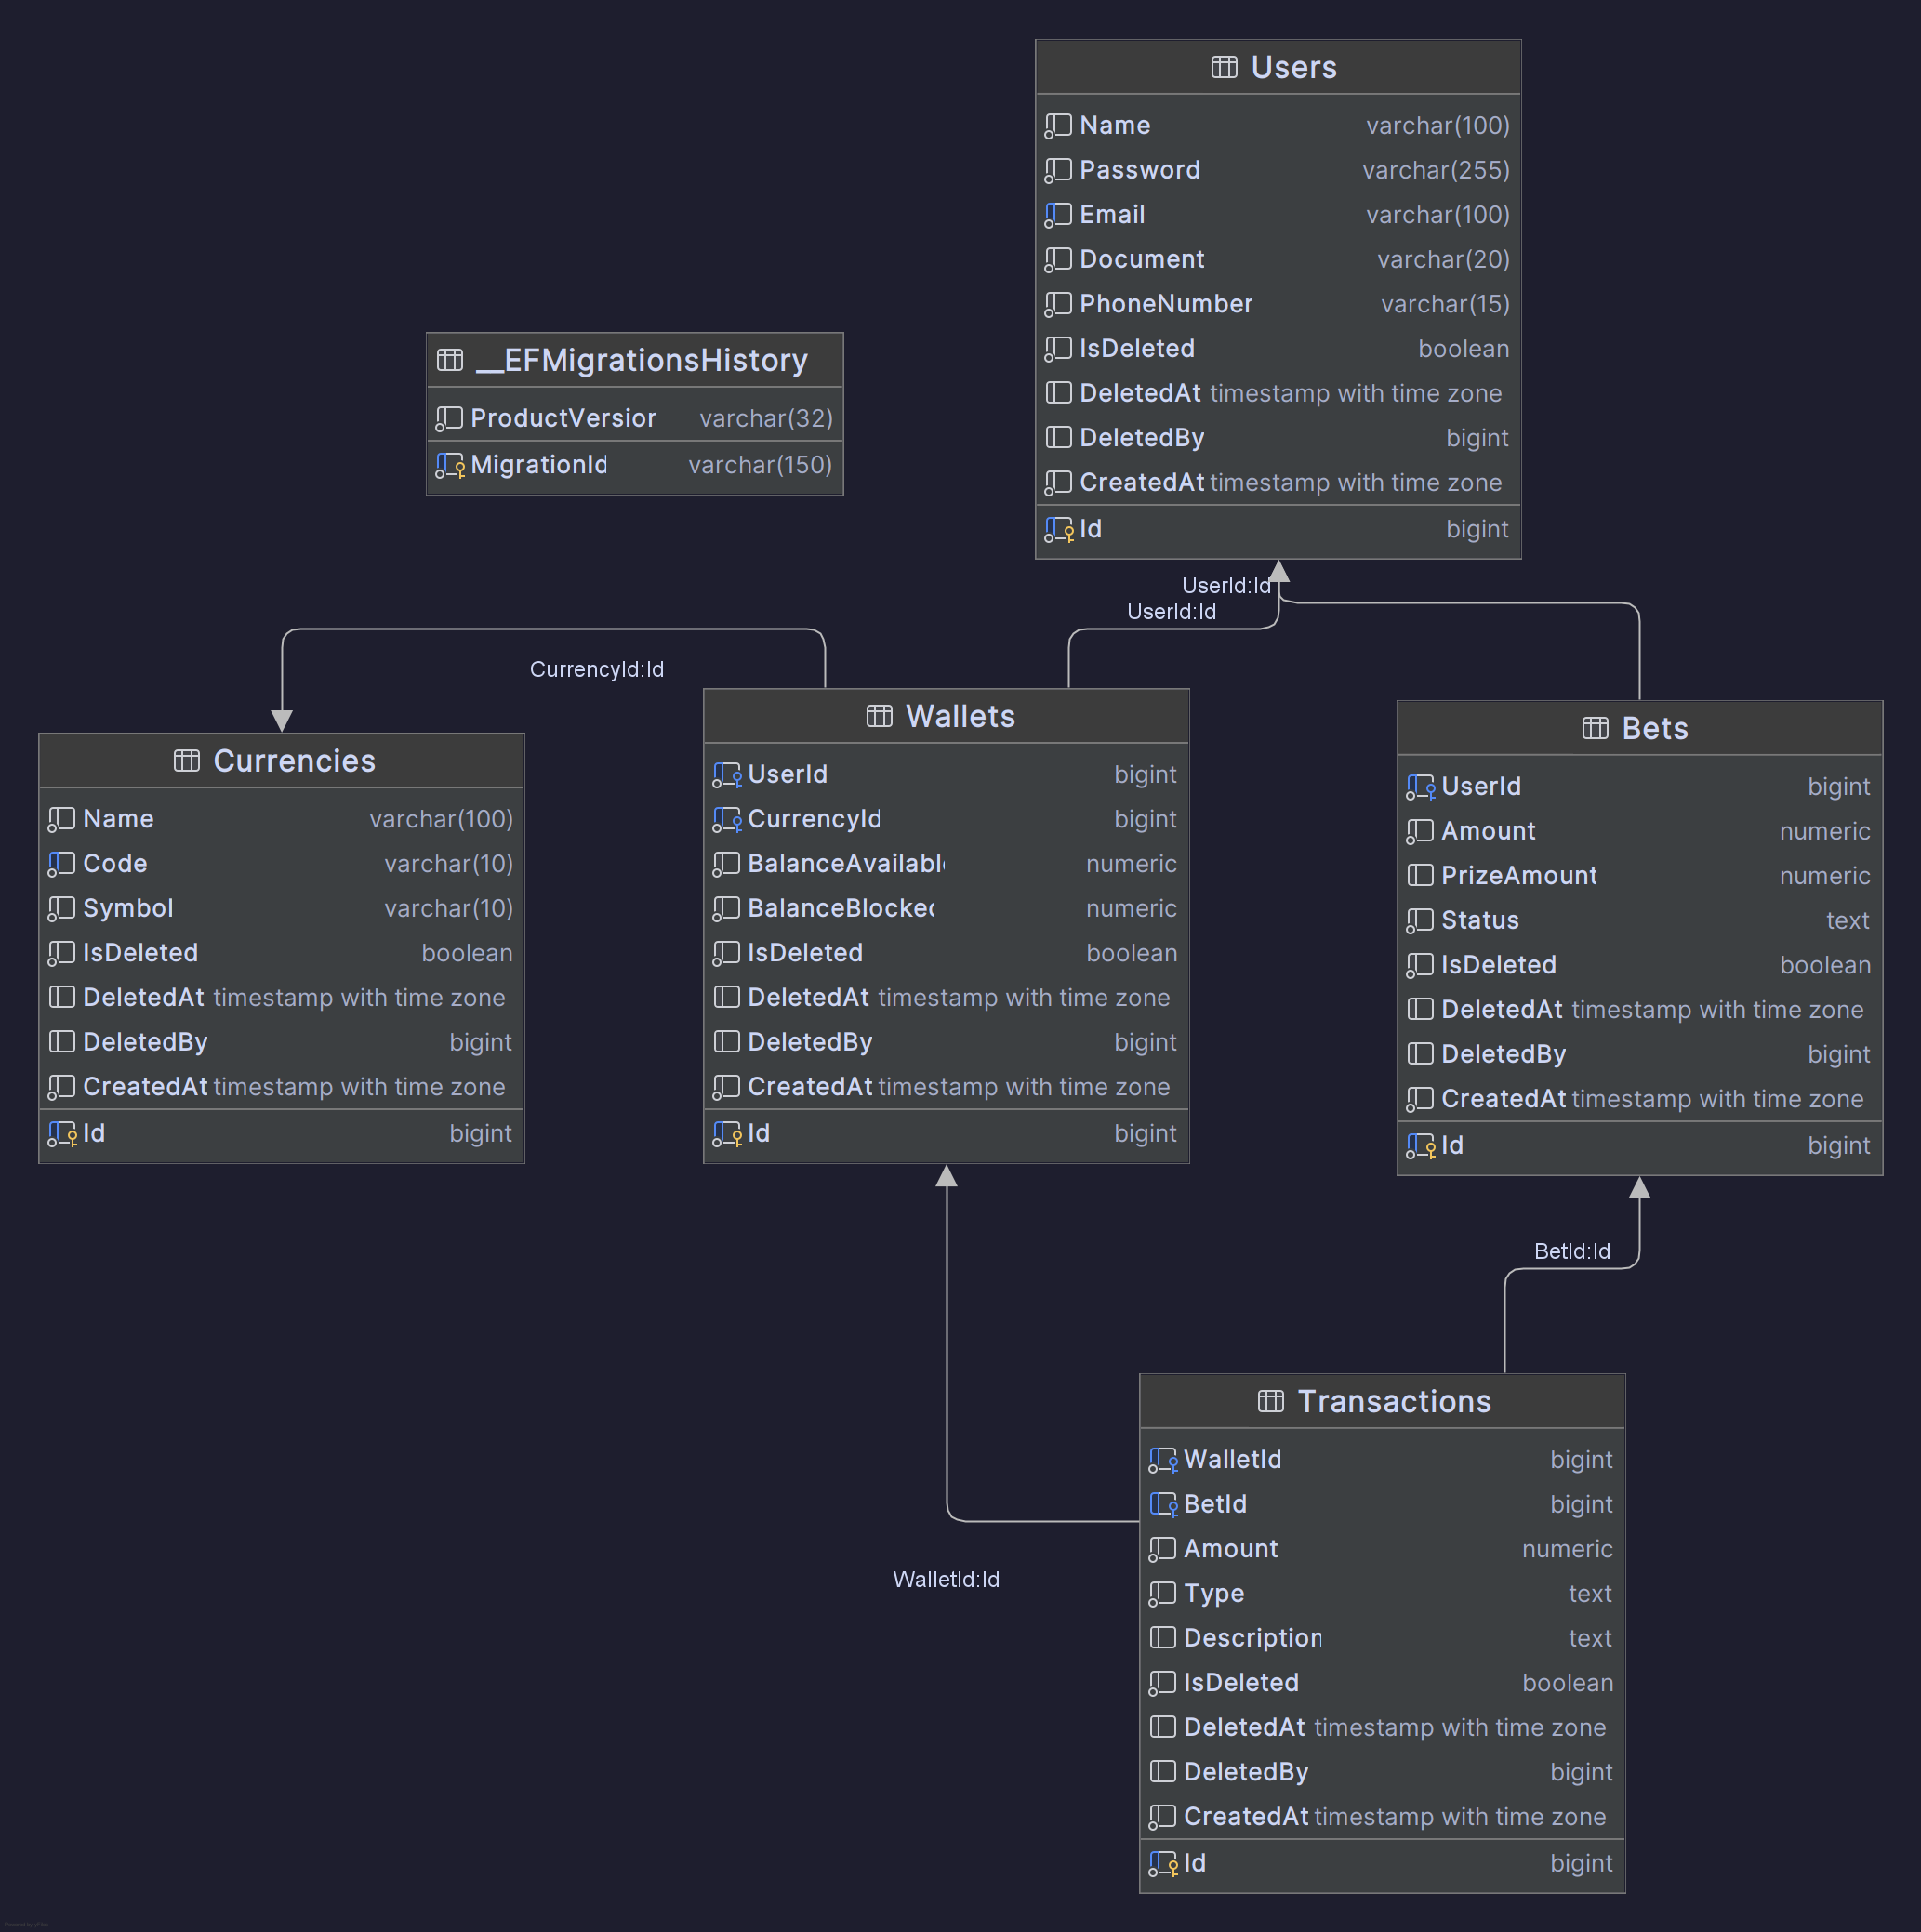 Users
Name varchar(100)
Password varchar(255)
Email varchar(100)
Document varchar(20)
PhoneNumber varchar(15)
IsDeleted boolean
DeletedAt timestamp with time zone
DeletedBy bigint
CreatedAt timestamp with time zone
Id bigint
__EFMigrationsHistory
ProductVersion varchar(32)
MigrationId varchar(150)
UserId:Id
UserId:Id
CurrencyId:Id
Currencies
Name varchar(100)
Code varchar(10)
Symbol varchar(10)
IsDeleted boolean
DeletedAt timestamp with time zone
DeletedBy bigint
CreatedAt timestamp with time zone
Id bigint
Wallets
UserId bigint
CurrencyId bigint
BalanceAvailabl numeric
BalanceBlocked numeric
IsDeleted boolean
DeletedAt timestamp with time zone
DeletedBy bigint
CreatedAt timestamp with time zone
Id bigint
Bets
UserId bigint
Amount numeric
PrizeAmount numeric
Status text
IsDeleted boolean
DeletedAt timestamp with time zone
DeletedBy bigint
CreatedAt timestamp with time zone
Id bigint
BetId:Id
WalletId:Id
Transactions
WalletId bigint
BetId bigint
Amount numeric
Type text
Description text
IsDeleted boolean
DeletedAt timestamp with time zone
DeletedBy bigint
CreatedAt timestamp with time zone
Id bigint